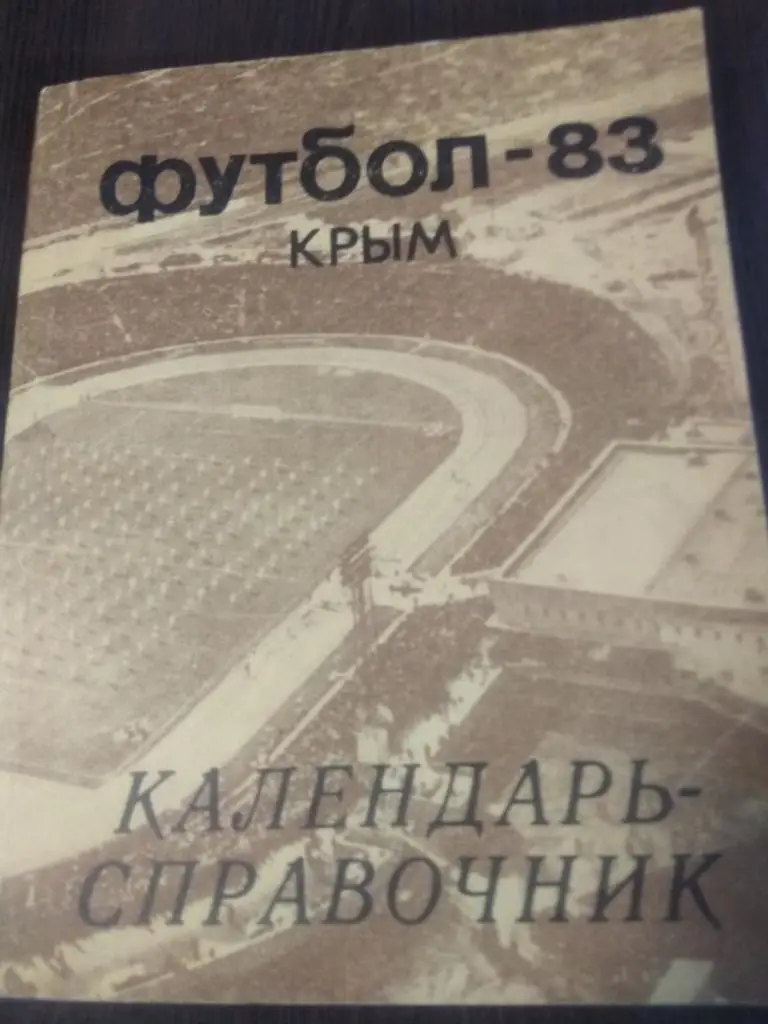 ФУТБОЛ-83
КРЫМ
КАЛЕНДАРЬ-
СПРАВОЧНИК